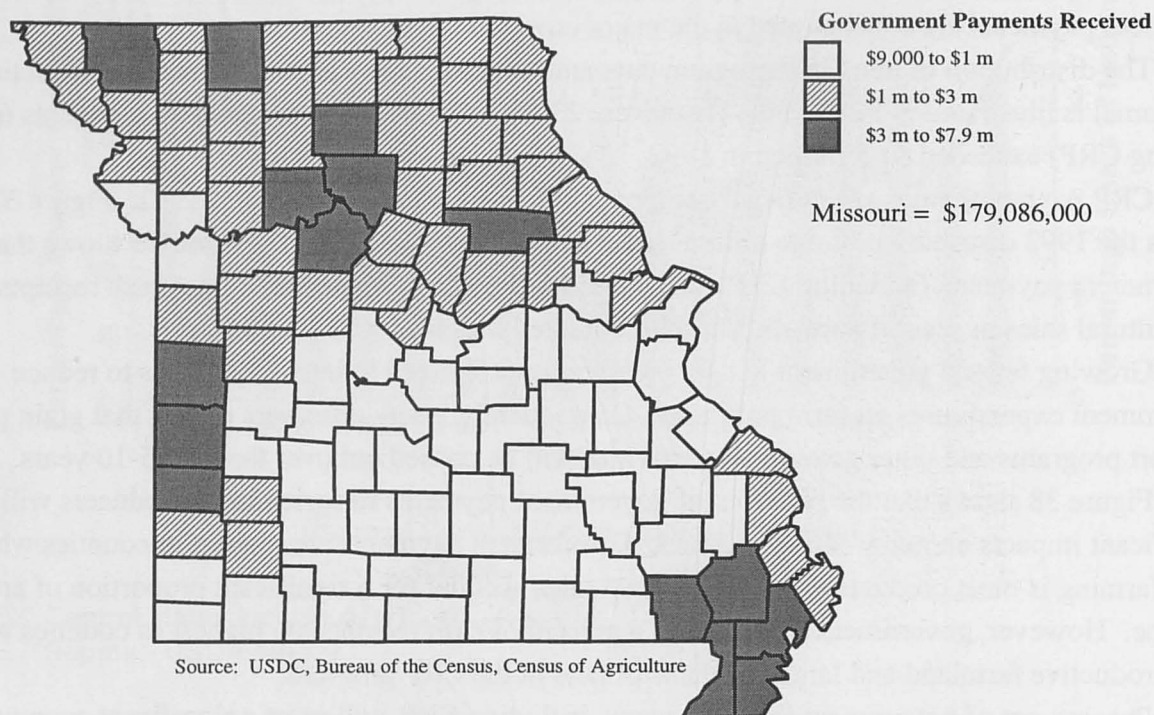 Government Payments Received
$9,000 to $1 m
$1 m to $3 m
$3 m to $7.9 m
Missouri = $179,086,000
Source: USDC, Bureau of the Census, Census of Agriculture